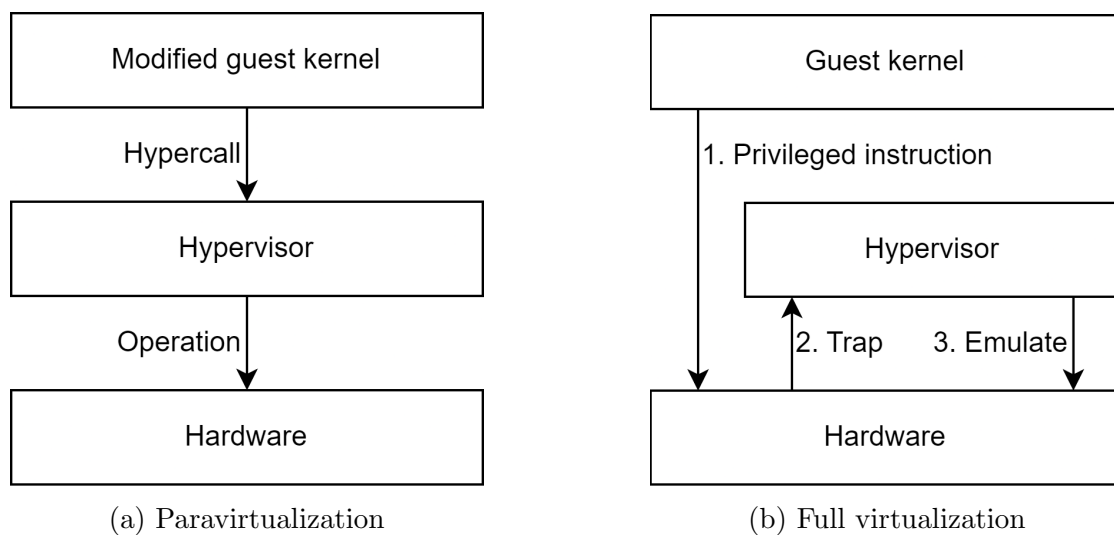 Modified guest kernel
Hypercall
Hypervisor
Operation
Hardware
(a) Paravirtualization
Guest kernel
1. Privileged instruction
Hypervisor
2. Trap
3. Emulate
Hardware
(b) Full virtualization